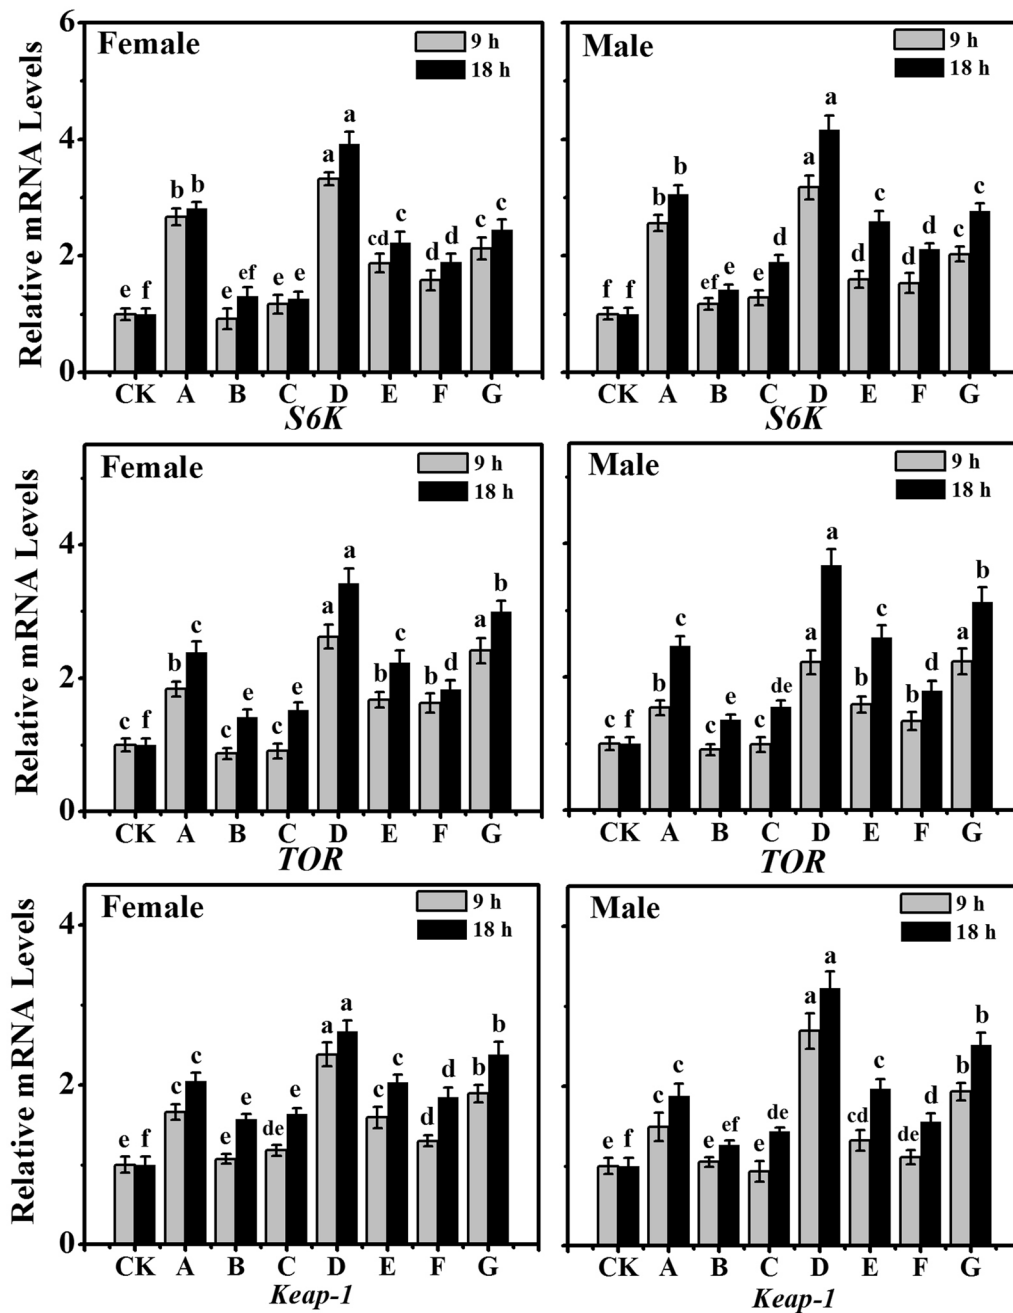 Relative mRNA Levels
6
4
2
0
Female
9 h
18 h
e f b b e ef e e a a cd c d d c c
CK A B C D E F G
S6K
Male
9 h
18 h
f f b b ef e e d a a d c d d c c
CK A B C D E F G
S6K
Relative mRNA Levels
4
2
0
Female
9 h
18 h
c f b c c e c e a a b c b d a b
CK A B C D E F G
TOR
Male
9 h
18 h
c f b c c e c de a a b c b d a b
CK A B C D E F G
TOR
Relative mRNA Levels
4
2
0
Female
9 h
18 h
e f c c e e de e a a c c d d b b
CK A B C D E F G
Keap-1
Male
9 h
18 h
e f c c e ef e de a a cd c de d b b
CK A B C D E F G
Keap-1